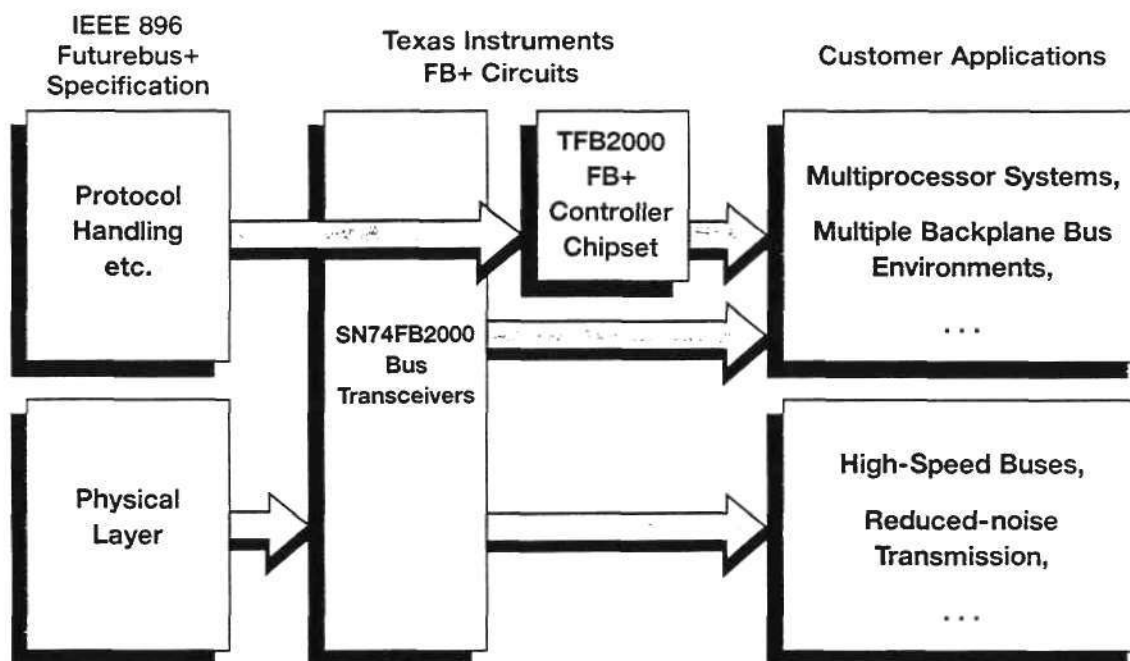 IEEE 896
Futurebus+
Specification
Texas Instruments
FB+ Circuits
Customer Applications
Protocol
Handling
etc.
TFB2000
FB+
Controller
Chipset
Multiprocessor Systems,
Multiple Backplane Bus
Environments,
...
SN74FB2000
Bus
Transceivers
Physical
Layer
High-Speed Buses,
Reduced-noise
Transmission,
...